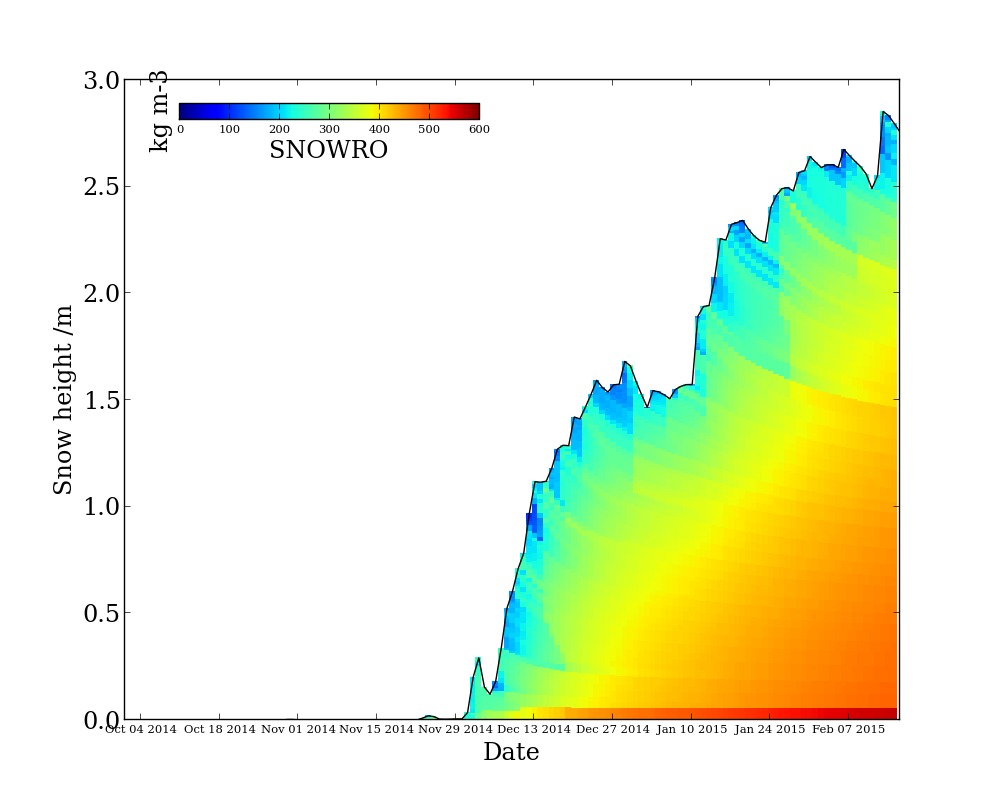 3.0
kg m-3
0 100 200 300 400 500 600
SNOWRO
2.5
2.0
Snow height /m
1.5
1.0
0.5
0.0
Oct 04 2014 Oct 18 2014 Nov 01 2014 Nov 15 2014 Nov 29 2014 Dec 13 2014 Dec 27 2014 Jan 10 2015 Jan 24 2015 Feb 07 2015
Date